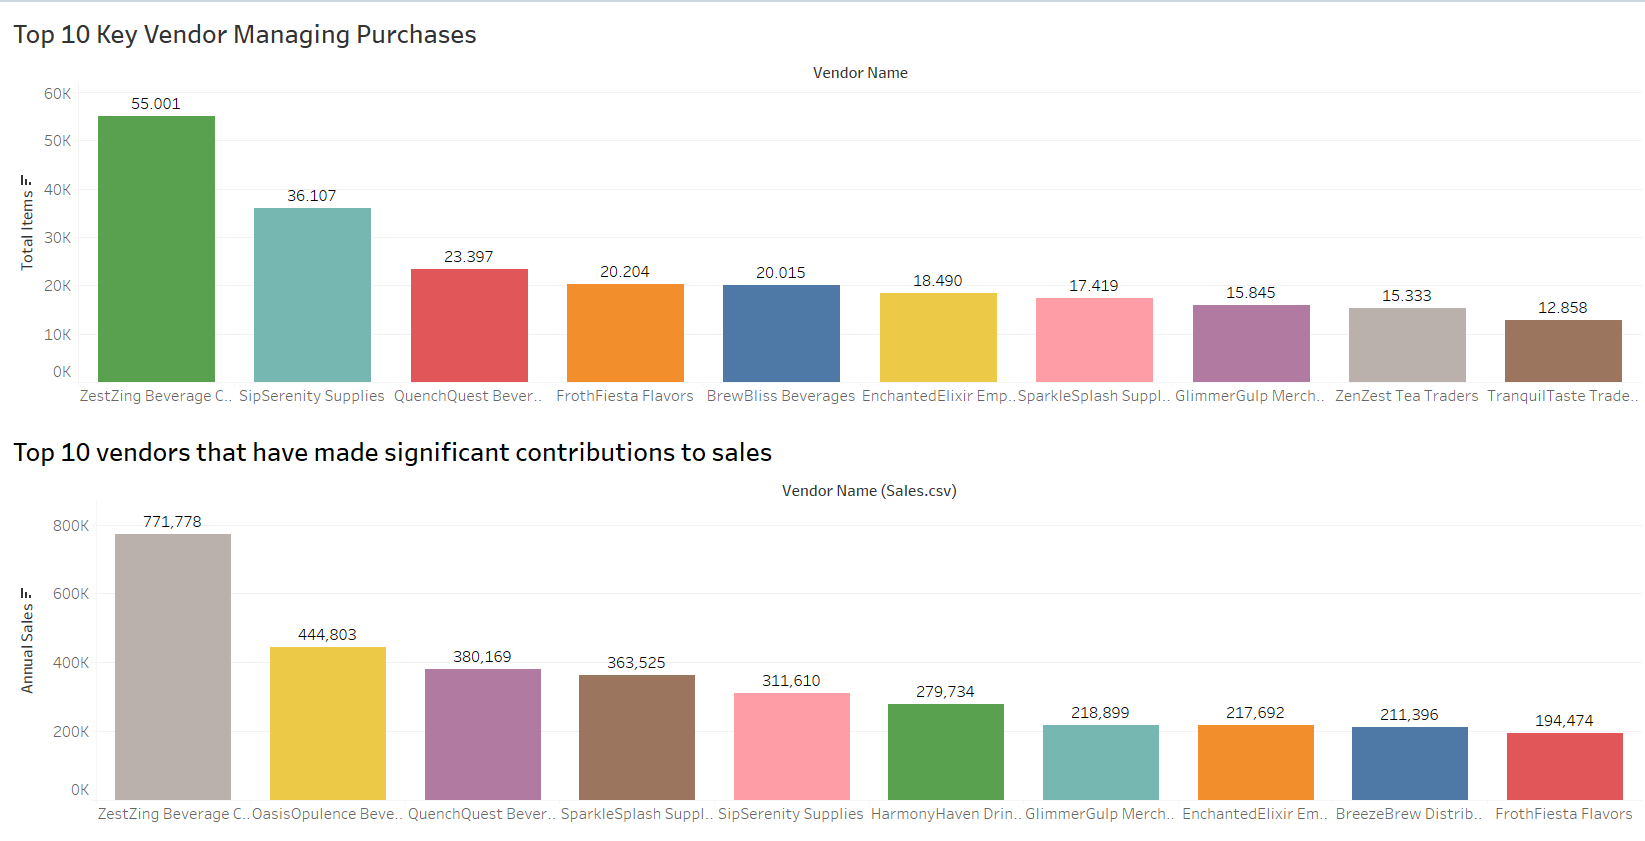 Top 10 Key Vendor Managing Purchases
Vendor Name
Total Items
60K
50K
40K
30K
20K
10K
0K
55.001
36.107
23.397
20.204
20.015
18.490
17.419
15.845
15.333
12.858
ZestZing Beverage C..
SipSerenity Supplies
QuenchQuest Bever..
FrothFiesta Flavors
BrewBliss Beverages
EnchantedElixir Emp..
SparkleSplash Suppl..
GlimmerGulp Merch..
ZenZest Tea Traders
TranquilTaste Trade..
Top 10 vendors that have made significant contributions to sales
Vendor Name (Sales.csv)
Annual Sales
800K
600K
400K
200K
0K
771,778
444,803
380,169
363,525
311,610
279,734
218,899
217,692
211,396
194,474
ZestZing Beverage C..
OasisOpulence Beve..
QuenchQuest Bever..
SparkleSplash Suppl..
SipSerenity Supplies
HarmonyHaven Drin..
GlimmerGulp Merch..
EnchantedElixir Em..
BreezeBrew Distrib..
FrothFiesta Flavors